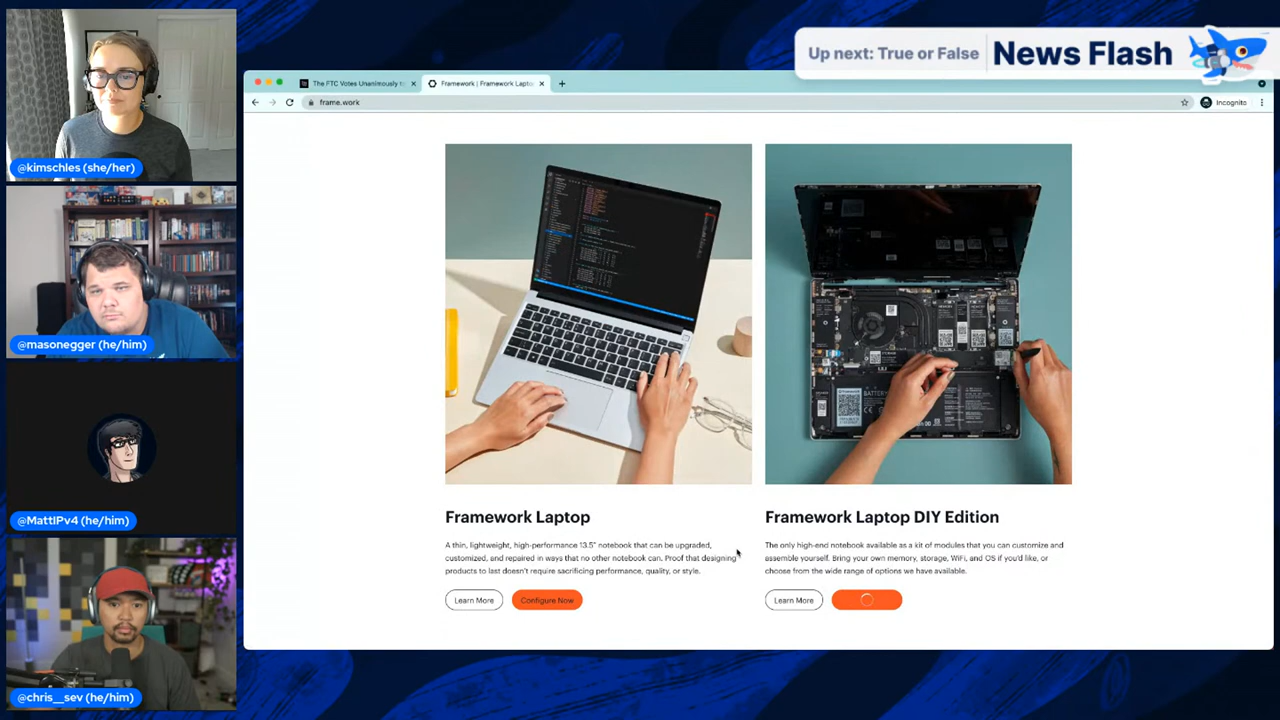 Up next: True or False
News Flash
@kimschles (she/her)
@masonegger (he/him)
@MattIPv4 (he/him)
@chris__sev (he/him)
The FTC Votes Unanimously t
Framework | Framework Lapto
frame.work
Incognito
Framework Laptop
A thin, lightweight, high-performance 13.5" notebook that can be upgraded,
customized, and repaired in ways that no other notebook can. Proof that designing
products to last doesn't require sacrificing performance, quality, or style.
Learn More
Configure Now
Framework Laptop DIY Edition
The only high-end notebook available as a kit of modules that you can customize and
assemble yourself. Bring your own memory, storage, WiFi, and OS if you'd like, or
choose from the wide range of options we have available.
Learn More